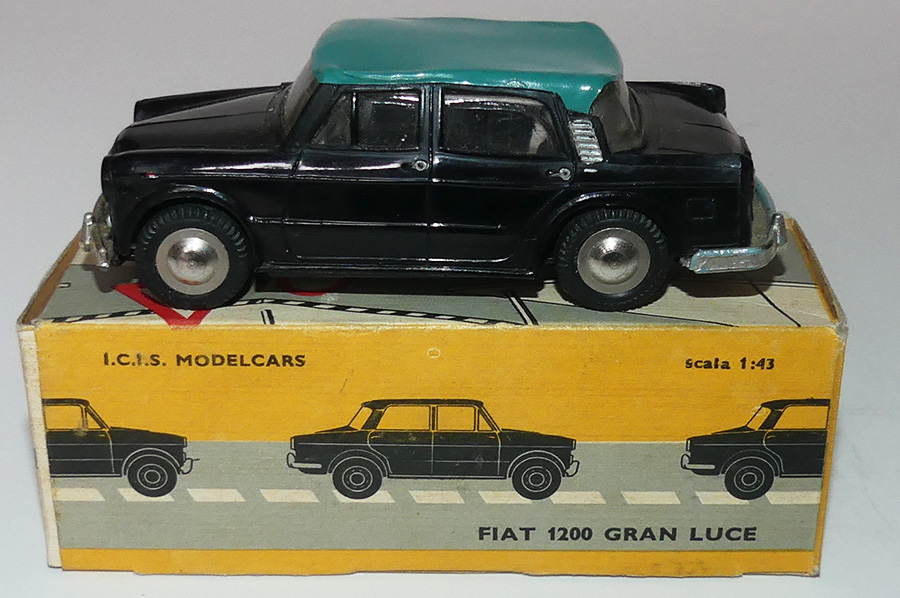 I.C.I.S. MODELCARS
scala 1:43
FIAT 1200 GRAN LUCE